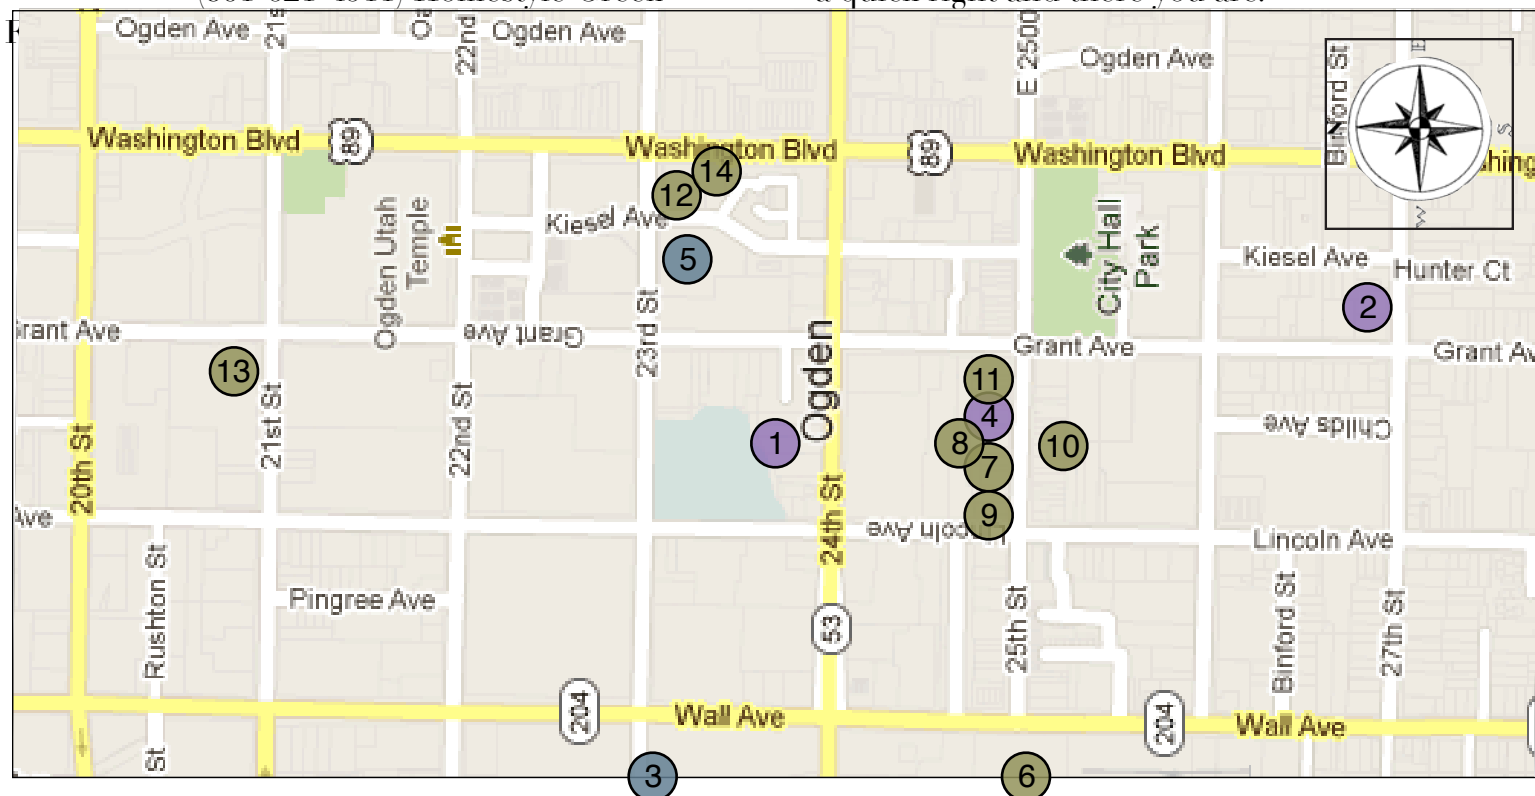 Ogden Ave
21s
22nd
Ogden Ave
E 2500
Ogden Ave
Binford St
E
N
S
W
Washington Blvd
89
Washington Blvd
89
Washington Blvd
14
12
Kiesel Ave
Ogden Utah
Temple
5
City Hall
Park
Kiesel Ave
Hunter Ct
2
Grant Ave
23rd St
Ogden
Grant Ave
13
11
4
1
8
10
7
9
20th St
21st St
22nd St
24th St
Childs Ave
Ave
Lincoln Ave
Lincoln Ave
Rushton St
Pingree Ave
53
25th St
Binford St
27th St
204
Wall Ave
204
Wall Ave
St
3
6